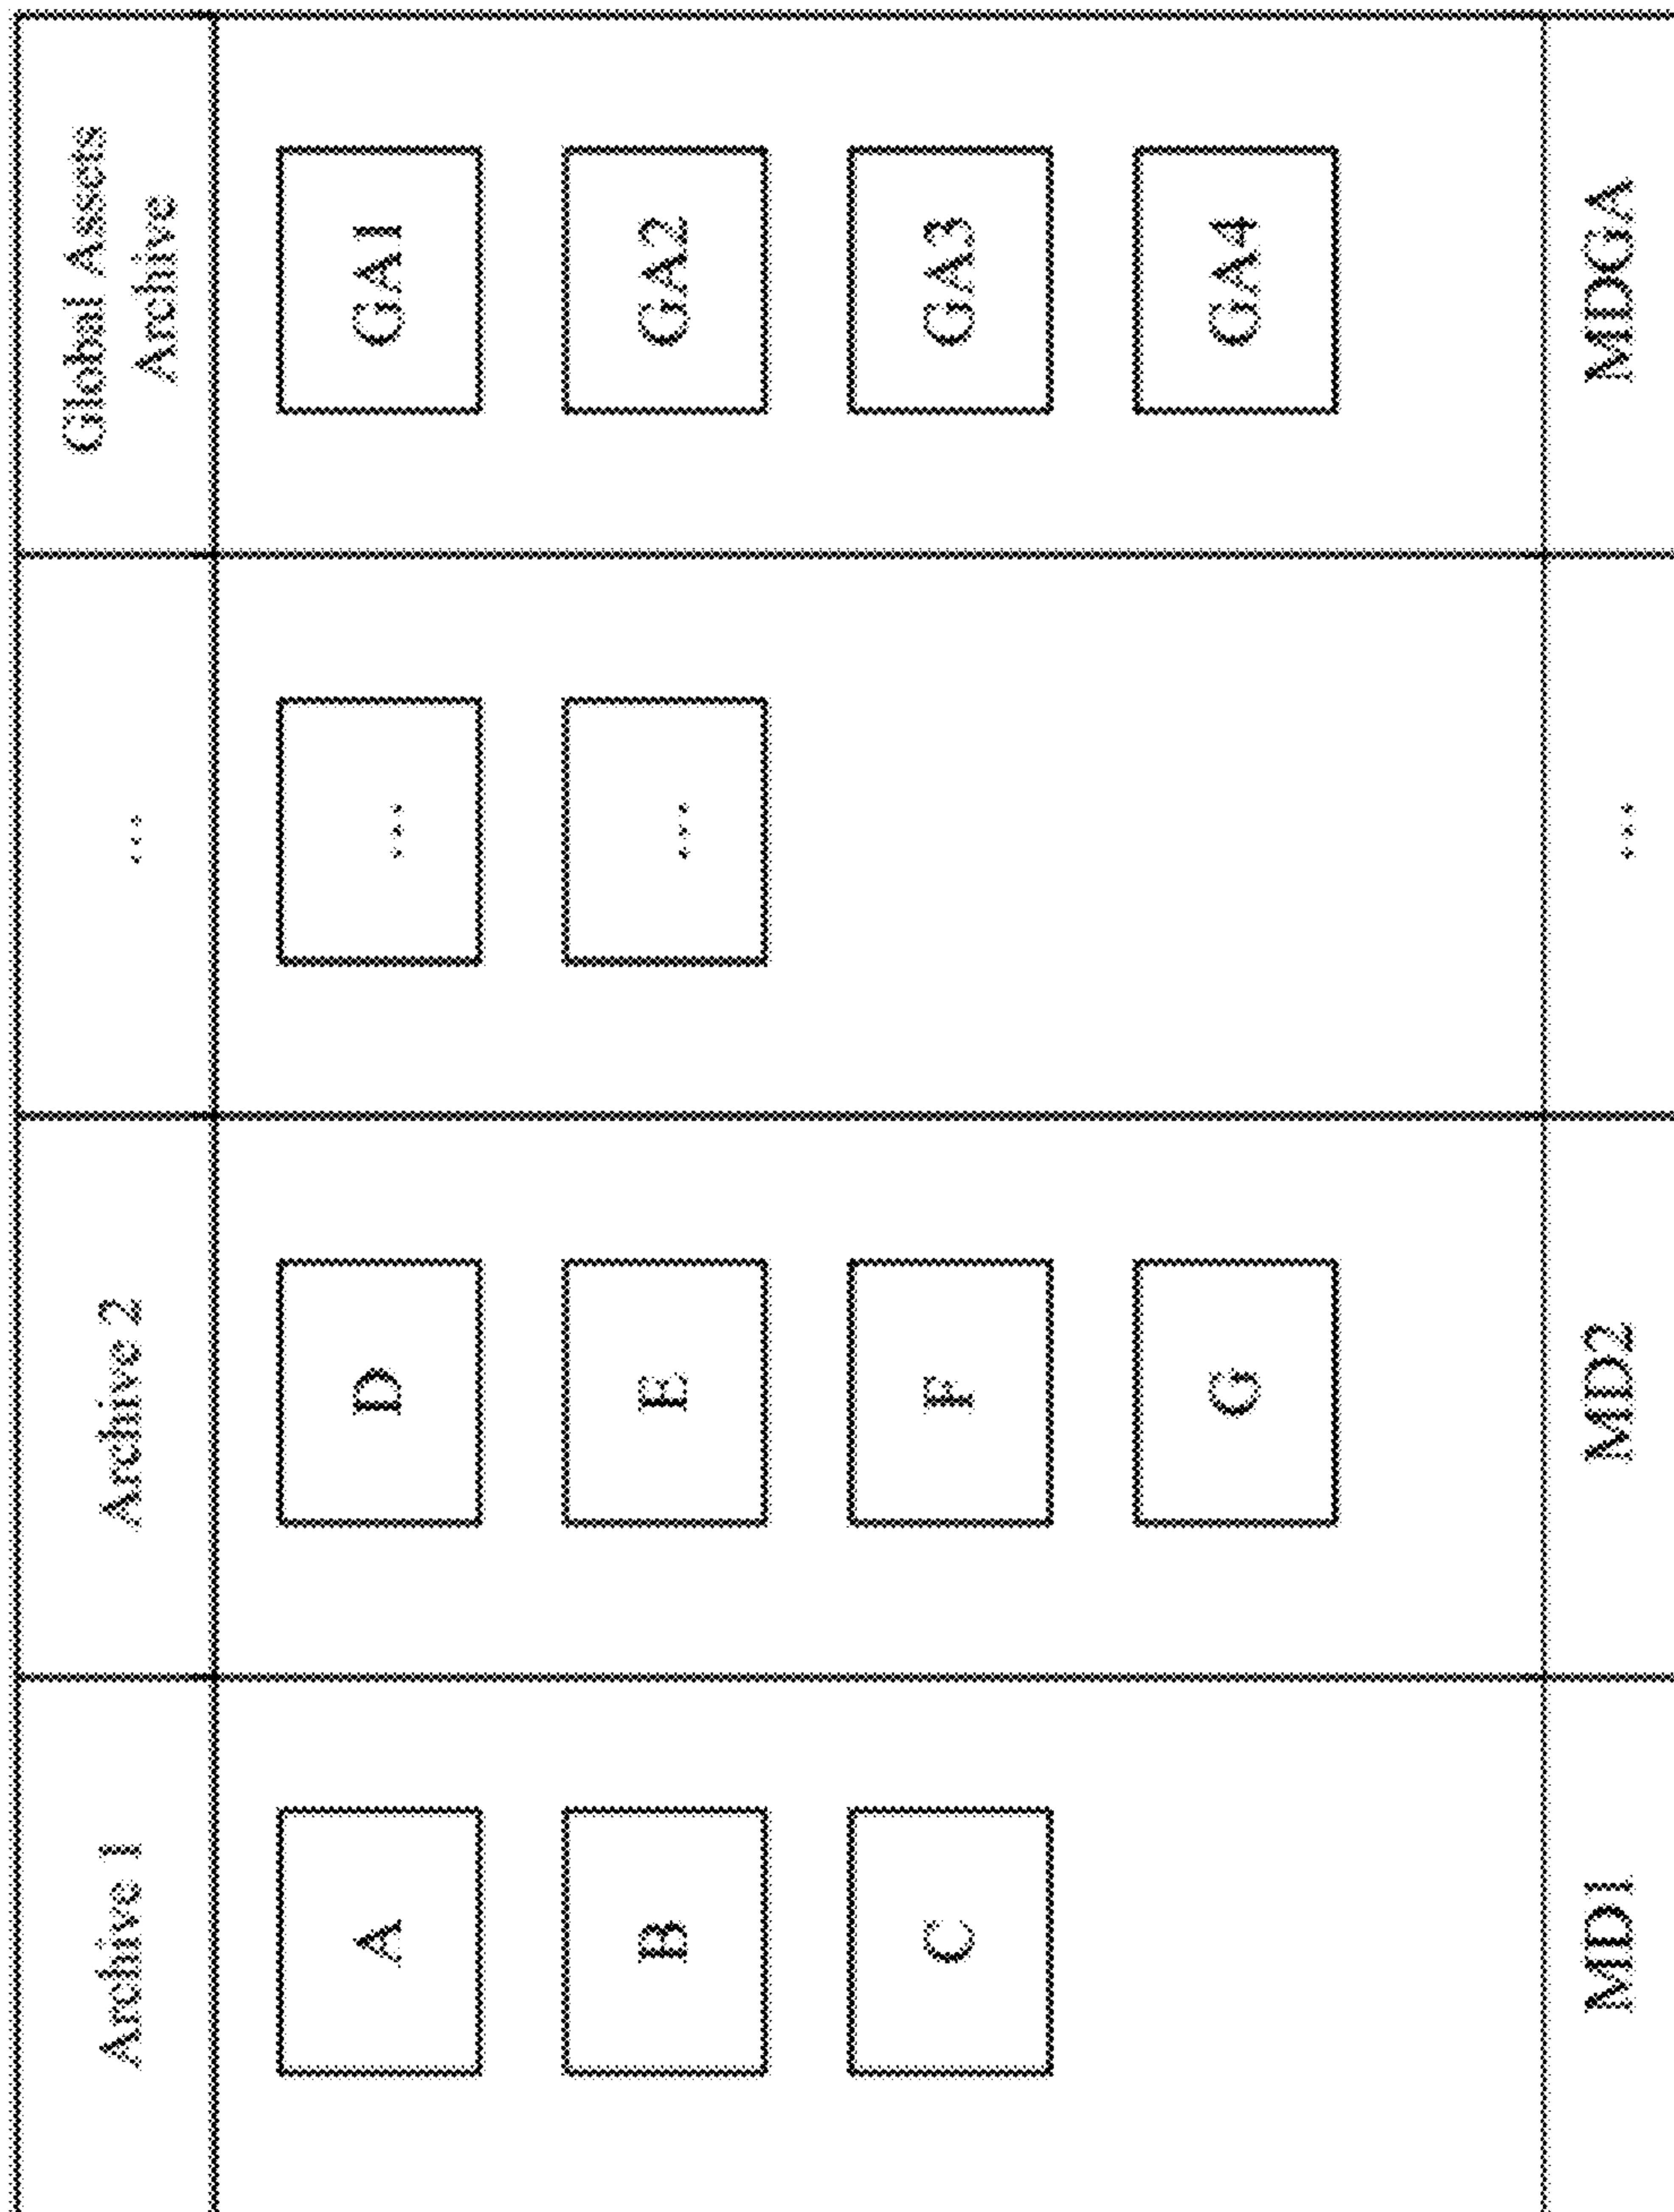 Archive 1
Archive 2
...
Global Assets
Archive
A
D
...
GA1
B
E
...
GA2
C
F
GA3
G
GA4
MD1
MD2
...
MDGA